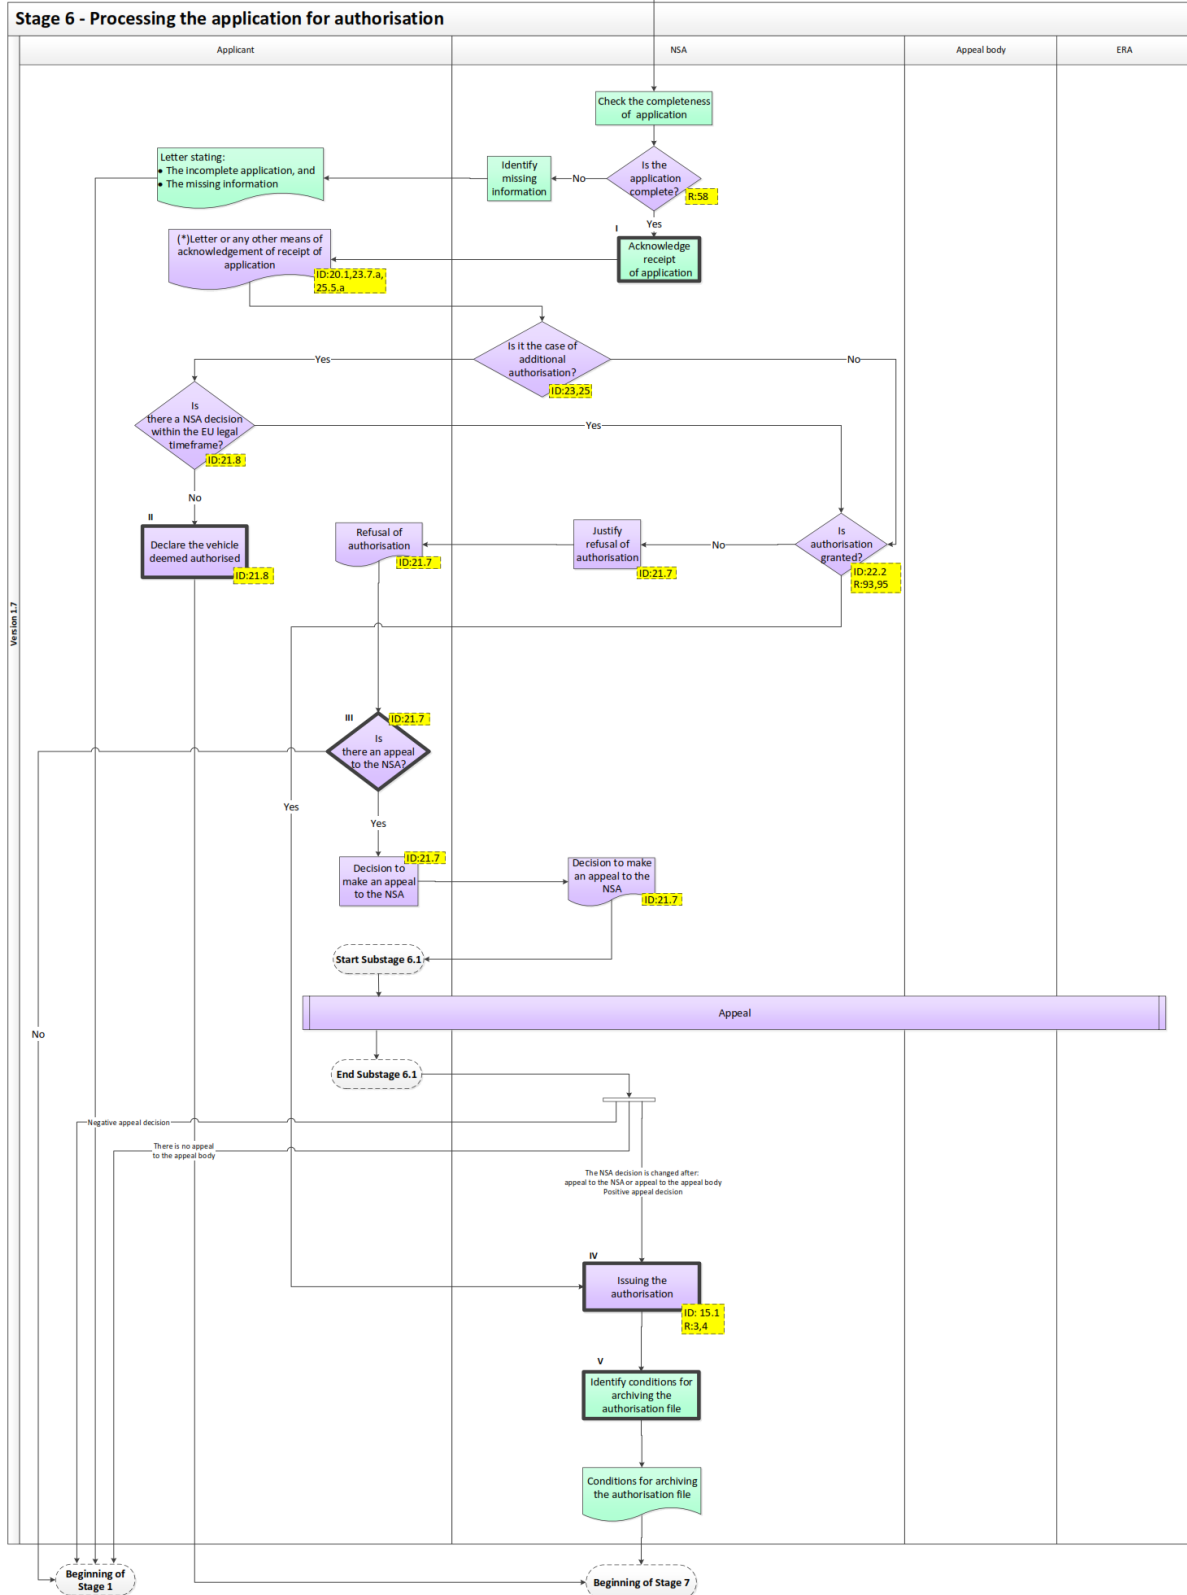 Stage 6 - Processing the application for authorisation
Applicant
NSA
Appeal body
ERA
Version 1.7
Check the completeness
of application
Is the
application
complete?
R:58
No
Identify
missing
information
Letter stating:
• The incomplete application, and
• The missing information
Yes
I
Acknowledge
receipt
of application
(*)Letter or any other means of
acknowledgement of receipt of
application
ID:20.1,23.7.a,
25.5.a
Is it the case of
additional
authorisation?
ID:23,25
Yes
No
Is
there a NSA decision
within the EU legal
timeframe?
ID:21.8
Yes
No
II
Declare the vehicle
deemed authorised
ID:21.8
Is
authorisation
granted?
ID:22.2
R:93,95
No
Justify
refusal of
authorisation
ID:21.7
Refusal of
authorisation
ID:21.7
III
ID:21.7
Is
there an appeal
to the NSA?
Yes
Yes
ID:21.7
Decision to
make an appeal
to the NSA
Decision to make
an appeal to the
NSA
ID:21.7
Start Substage 6.1
Appeal
No
End Substage 6.1
Negative appeal decision
There is no appeal
to the appeal body
The NSA decision is changed after:
appeal to the NSA or appeal to the appeal body
Positive appeal decision
IV
Issuing the
authorisation
ID: 15.1
R:3,4
V
Identify conditions for
archiving the
authorisation file
Conditions for archiving
the authorisation file
Beginning of
Stage 1
Beginning of Stage 7